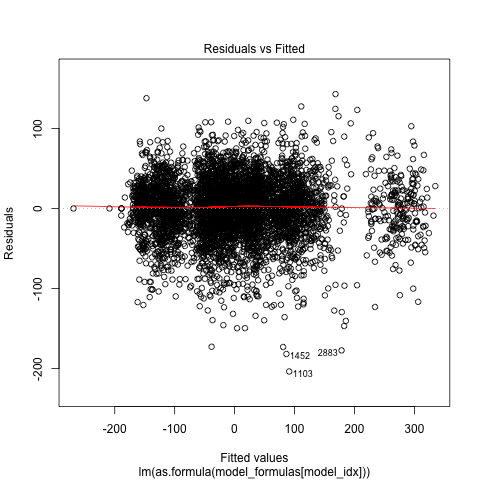 Residuals vs Fitted
Residuals
100
0
-100
-200
1452
2883
1103
-200 -100 0 100 200 300
Fitted values
lm(as.formula(model_formulas[model_idx]))